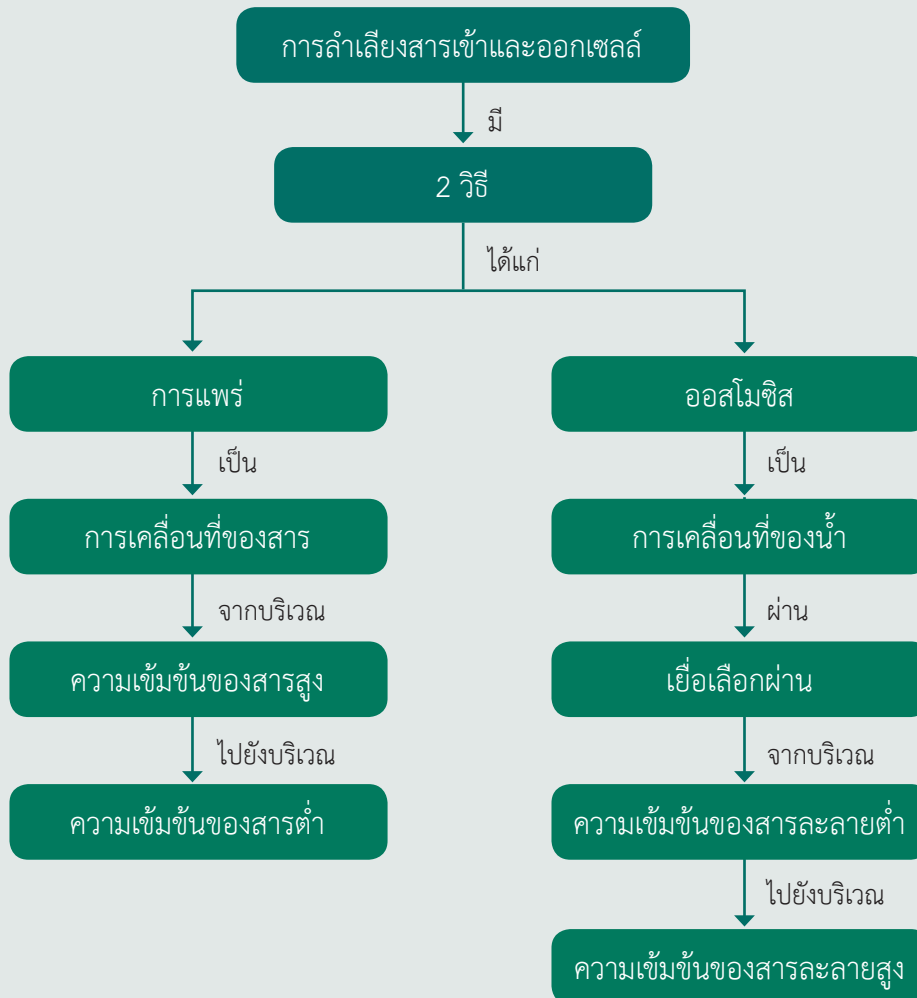 การลำเลียงสารเข้าและออกเซลล์
มี
2 วิธี
ได้แก่
การแพร่
เป็น
การเคลื่อนที่ของสาร
จากบริเวณ
ความเข้มข้นของสารสูง
ไปยังบริเวณ
ความเข้มข้นของสารต่ำ
ออสโมซิส
เป็น
การเคลื่อนที่ของน้ำ
ผ่าน
เยื่อเลือกผ่าน
จากบริเวณ
ความเข้มข้นของสารละลายต่ำ
ไปยังบริเวณ
ความเข้มข้นของสารละลายสูง